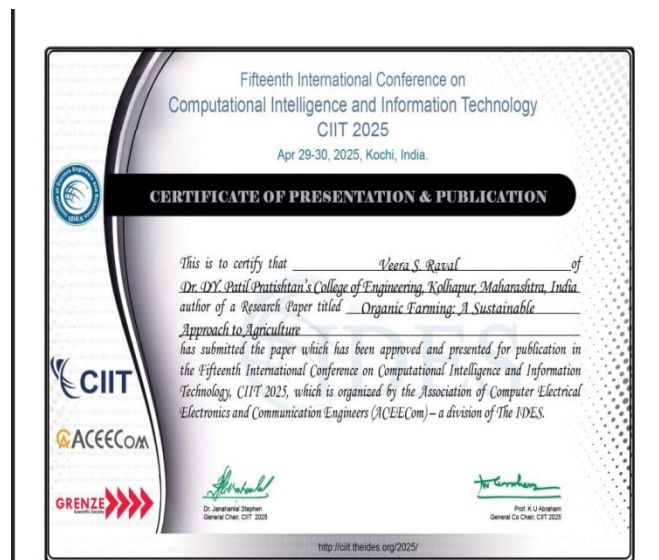 Fifteenth International Conference on
Computational Intelligence and Information Technology
CIIT 2025
Apr 29-30, 2025, Kochi, India.
CERTIFICATE OF PRESENTATION & PUBLICATION
This is to certify that Veera S. Raval of
Dr. DY. Patil Pratishtan's College of Engineering, Kolhapur, Maharashtra, India
author of a Research Paper titled Organic Farming: A Sustainable
Approach to Agriculture
has submitted the paper which has been approved and presented for publication in
the Fifteenth International Conference on Computational Intelligence and Information
Technology, CIIT 2025, which is organized by the Association of Computer Electrical
Electronics and Communication Engineers (ACEECom) – a division of The IDES.
IDES
CIIT
ACEECOM
GRENZE
Scientific Society
Dr. Janahanlal Stephen
General Chair, CIIT 2025
Prof. K U Abraham
General Co Chair, CIIT 2025
http://ciit.theides.org/2025/